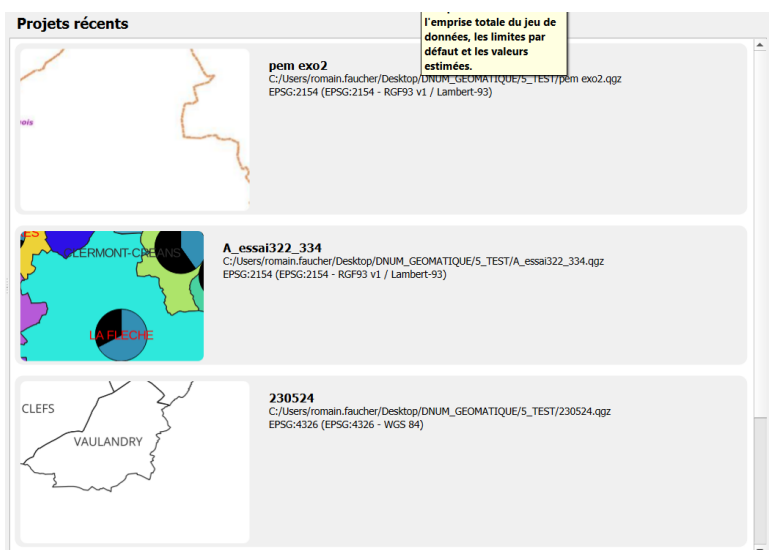 Projets récents
l'emprise totale du jeu de
données, les limites par
défaut et les valeurs
estimées.
pem exo2
C:/Users/romain.faucher/Desktop/DNUM_GEOMATIQUE/5_TEST/pem exo2.qgz
EPSG:2154 (EPSG:2154 - RGF93 v1 / Lambert-93)
ois
ES
CLERMONT-CREANS
LA FLECHE
A_essai322_334
C:/Users/romain.faucher/Desktop/DNUM_GEOMATIQUE/5_TEST/A_essai322_334.qgz
EPSG:2154 (EPSG:2154 - RGF93 v1 / Lambert-93)
CLEFS
VAULANDRY
230524
C:/Users/romain.faucher/Desktop/DNUM_GEOMATIQUE/5_TEST/230524.qgz
EPSG:4326 (EPSG:4326 - WGS 84)